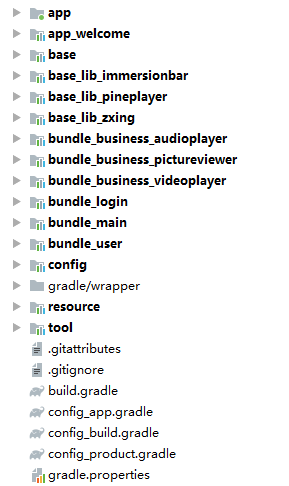 app
app_welcome
base
base_lib_immersionbar
base_lib_pineplayer
base_lib_zxing
bundle_business_audioplayer
bundle_business_pictureviewer
bundle_business_videoplayer
bundle_login
bundle_main
bundle_user
config
gradle/wrapper
resource
tool
.gitattributes
.gitignore
build.gradle
config_app.gradle
config_build.gradle
config_product.gradle
gradle.properties